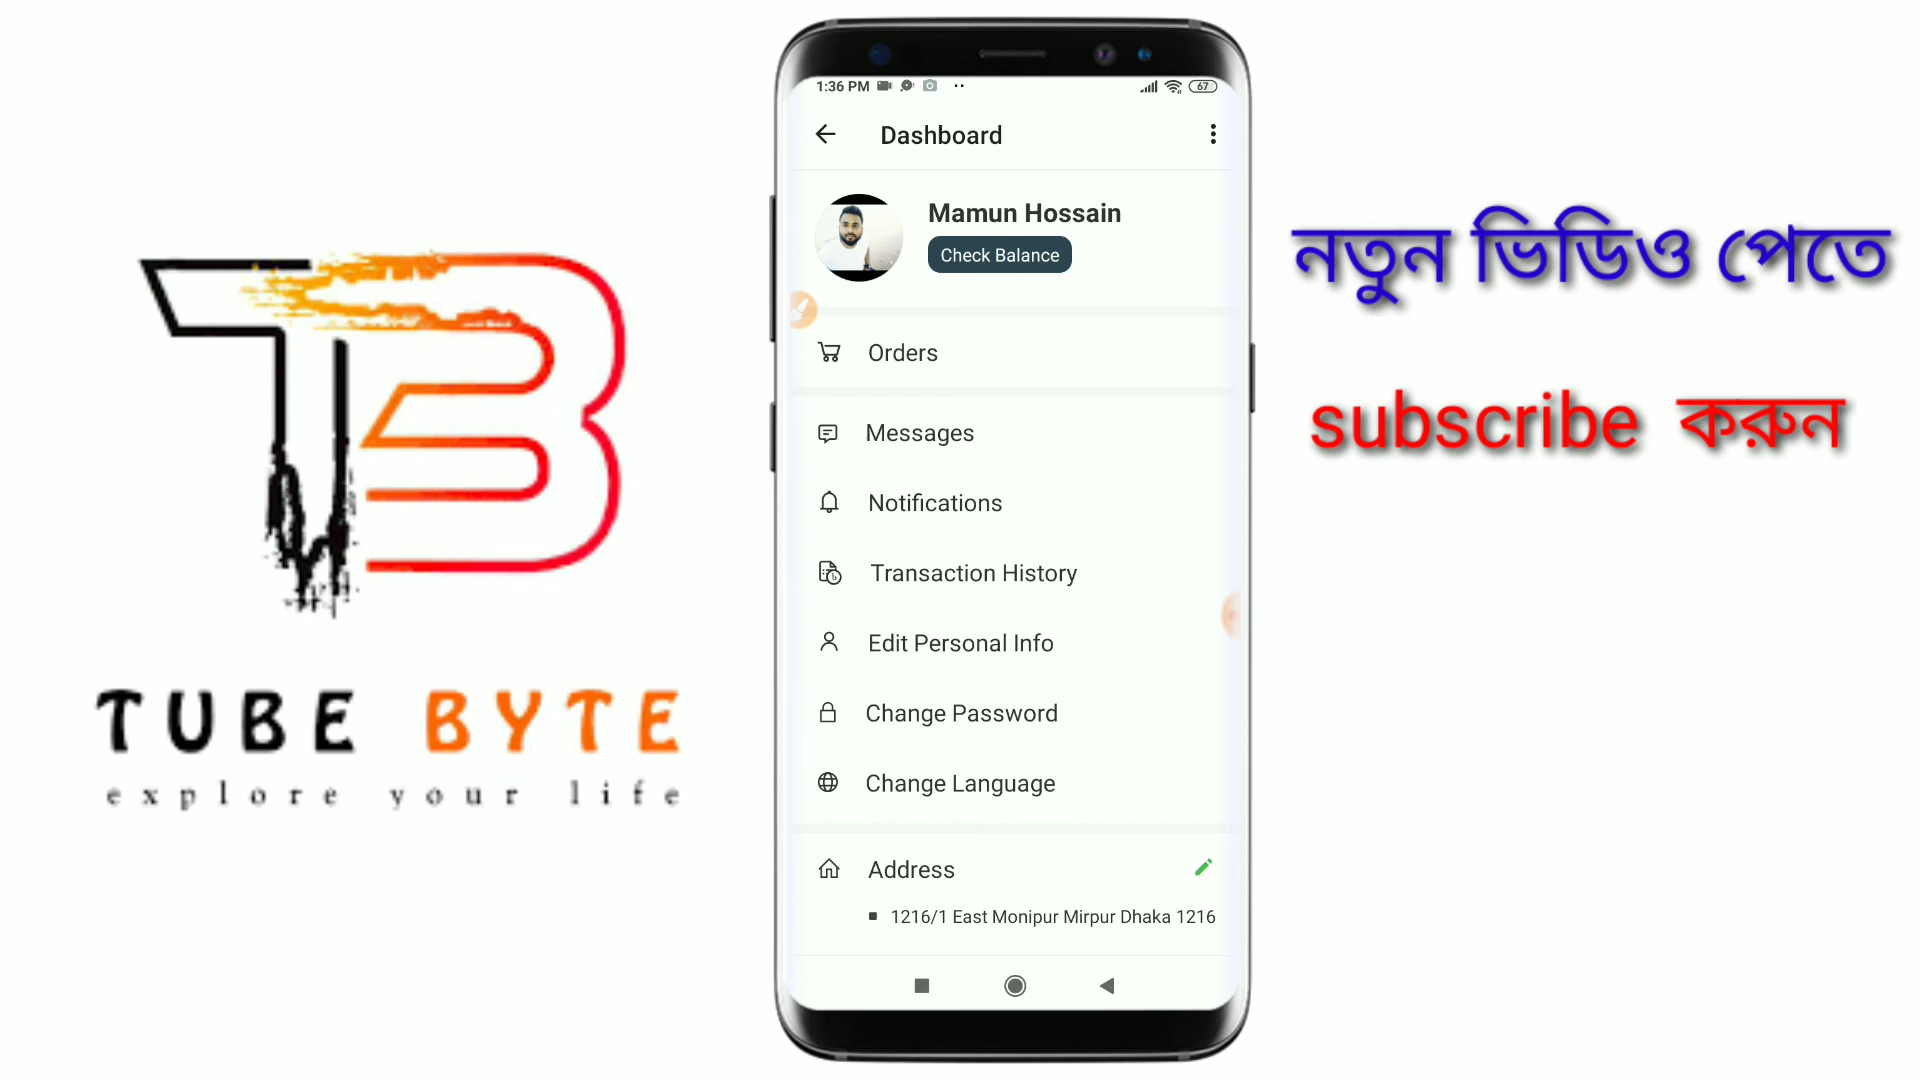 TB
TUBE BYTE
explore your life
1:36 PM
67
Dashboard
Mamun Hossain
Check Balance
Orders
Messages
Notifications
Transaction History
Edit Personal Info
Change Password
Change Language
Address
1216/1 East Monipur Mirpur Dhaka 1216
নতুন ভিডিও পেতে
subscribe করুন